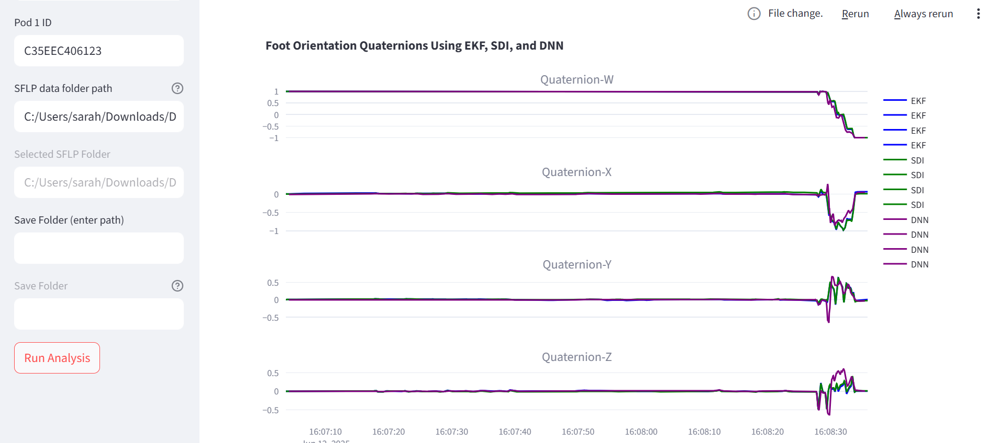 Pod 1 ID
C35EEC406123
SFLP data folder path
C:/Users/sarah/Downloads/D
Selected SFLP Folder
C:/Users/sarah/Downloads/D
Save Folder (enter path)
Save Folder
Run Analysis
File change. Rerun Always rerun
Foot Orientation Quaternions Using EKF, SDI, and DNN
Quaternion-W
1
0.5
0
−0.5
−1
Quaternion-X
0
−0.5
−1
Quaternion-Y
0.5
0
−0.5
Quaternion-Z
0.5
0
−0.5
16:07:10 16:07:20 16:07:30 16:07:40 16:07:50 16:08:00 16:08:10 16:08:20 16:08:30
EKF
EKF
EKF
EKF
SDI
SDI
SDI
SDI
DNN
DNN
DNN
DNN